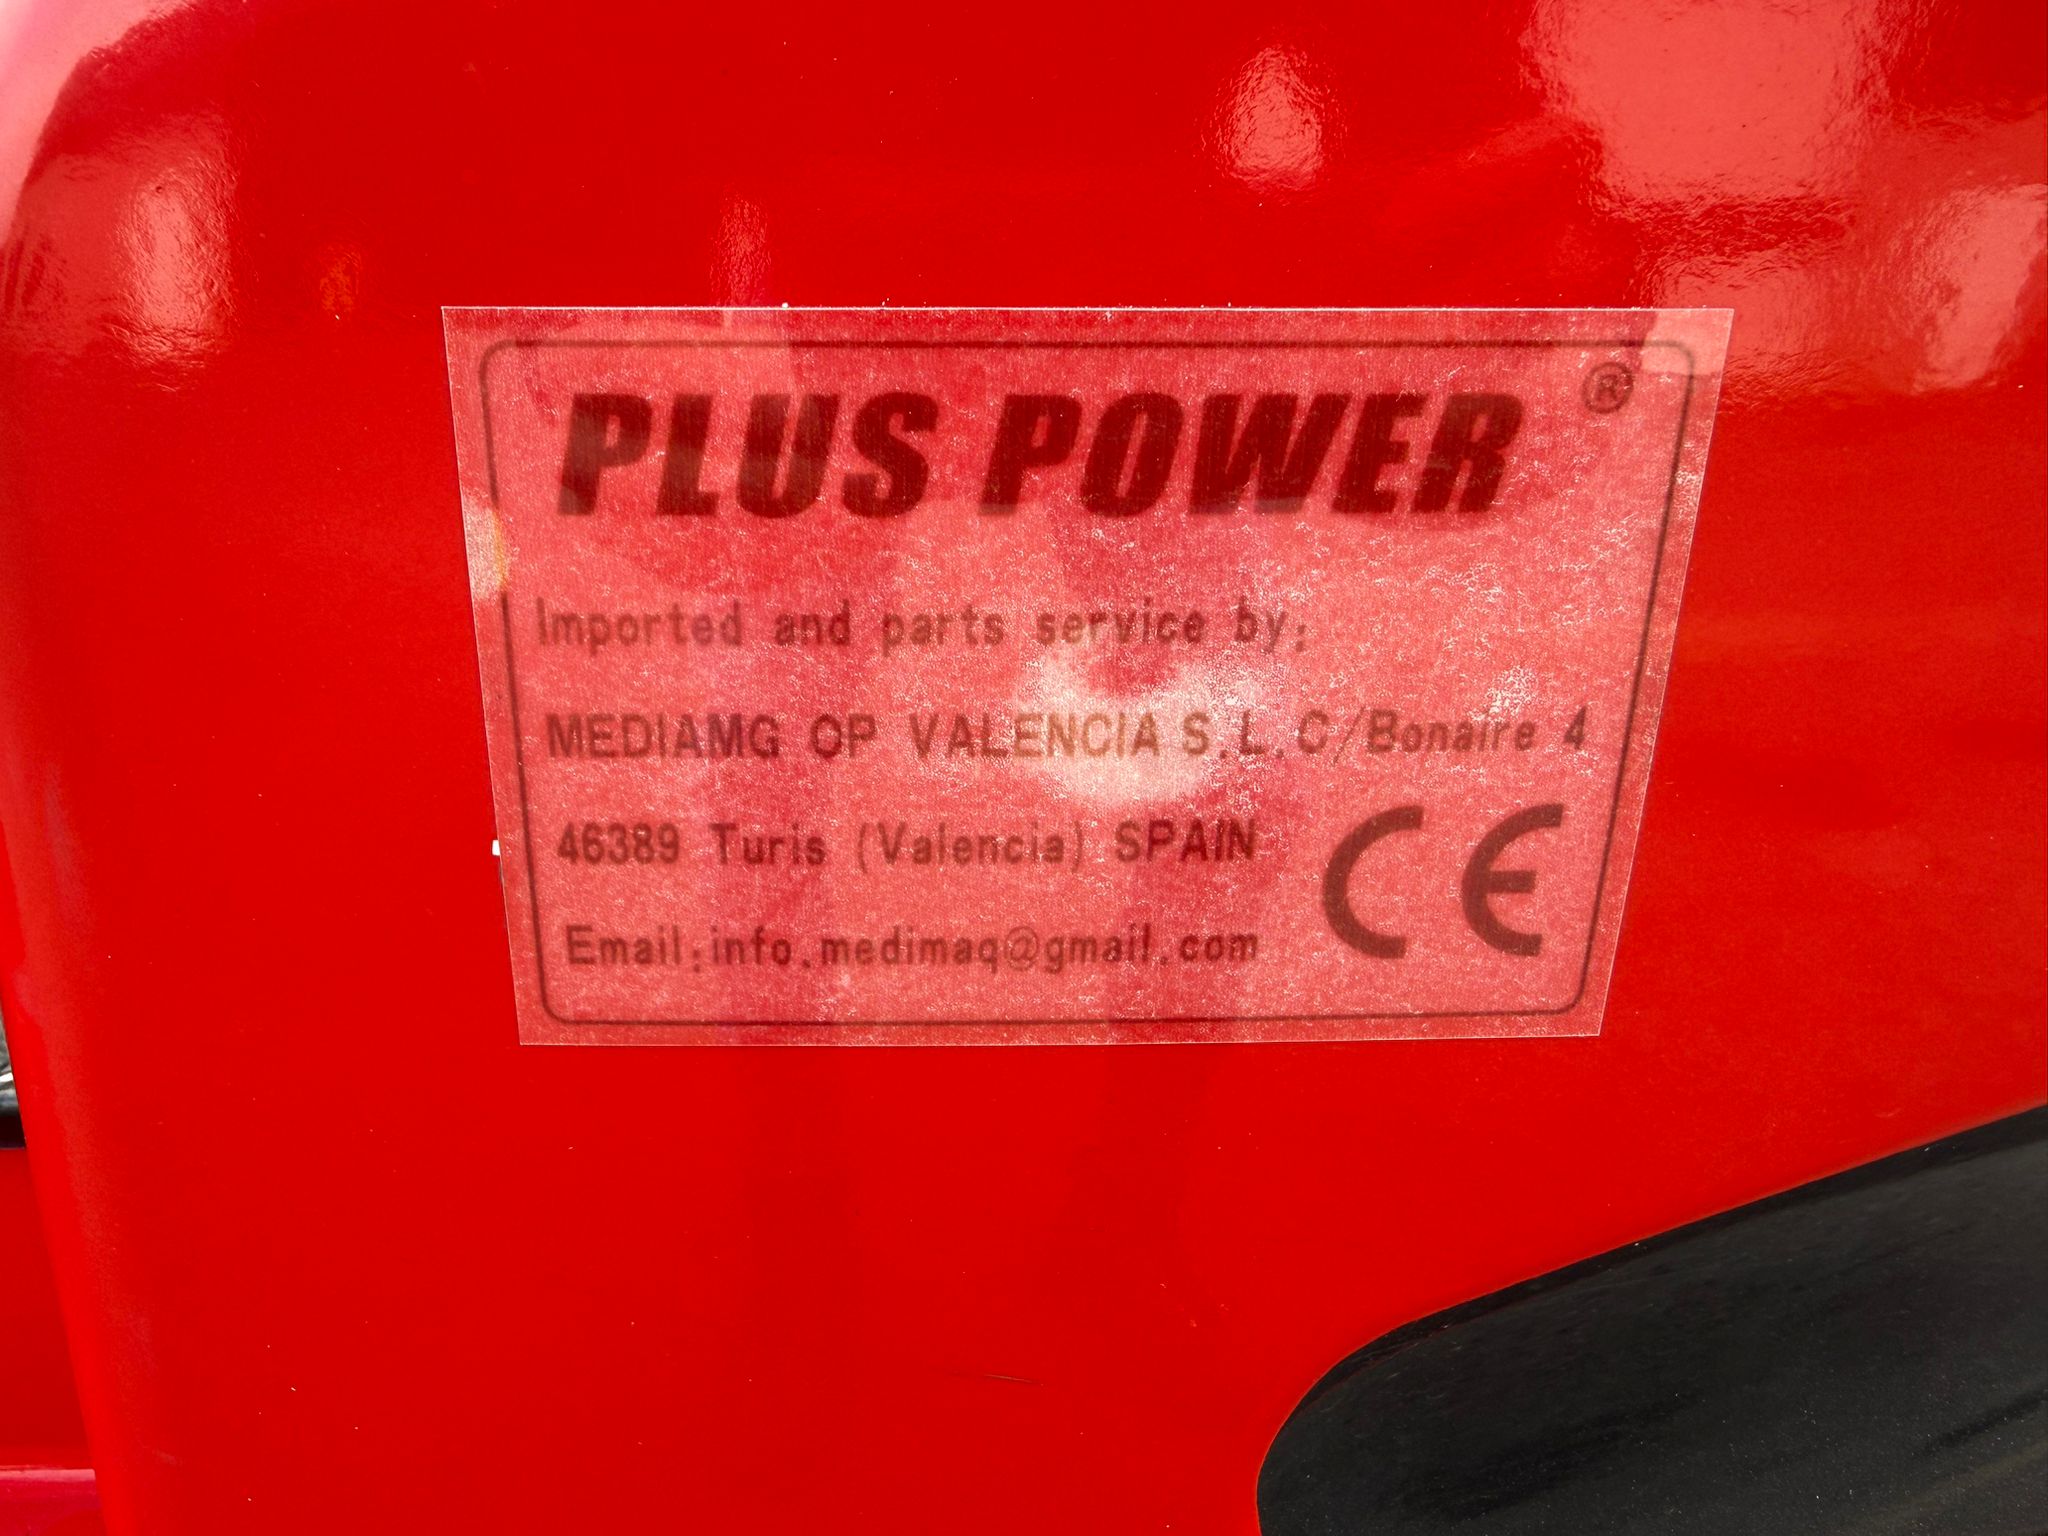 PLUS POWER ®
Imported and parts service by:
MEDIAMG OP VALENCIA S.L. C/Bonaire 4
46389 Turis (Valencia) SPAIN
Email:info.medimaq@gmail.com
CE